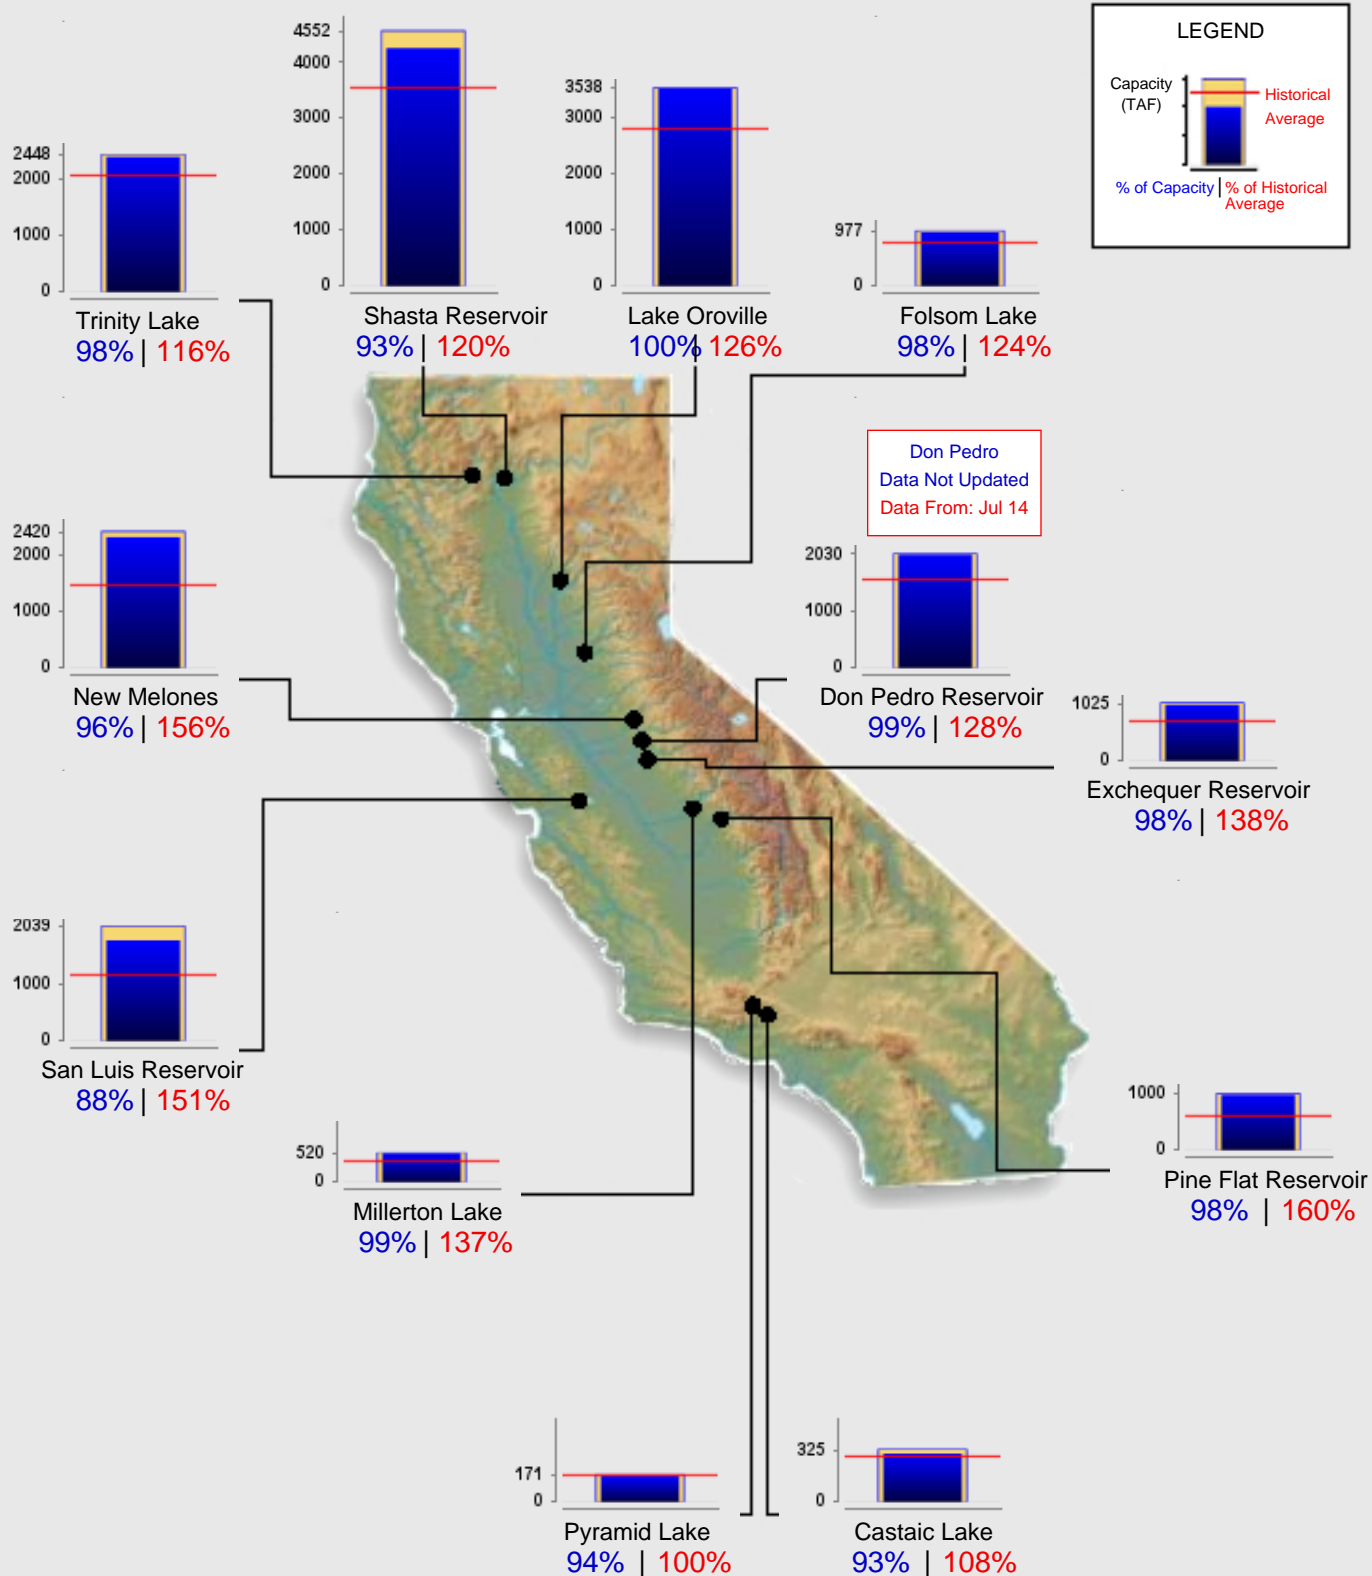 LEGEND
Capacity
(TAF)
Historical
Average
% of Capacity | % of Historical
Average
2448
2000
1000
0
Trinity Lake
98% | 116%
4552
4000
3000
2000
1000
0
Shasta Reservoir
93% | 120%
3538
3000
2000
1000
0
Lake Oroville
100% 126%
977
0
Folsom Lake
98% | 124%
Don Pedro
Data Not Updated
Data From: Jul 14
2420
2000
1000
0
New Melones
96% | 156%
2030
1000
0
Don Pedro Reservoir
99% | 128%
1025
0
Exchequer Reservoir
98% | 138%
2039
1000
0
San Luis Reservoir
88% | 151%
520
0
Millerton Lake
99% | 137%
1000
0
Pine Flat Reservoir
98% | 160%
171
0
Pyramid Lake
94% | 100%
325
0
Castaic Lake
93% | 108%